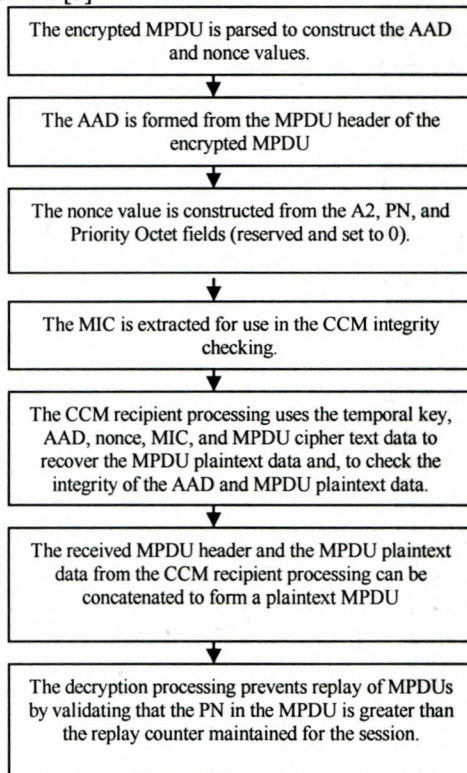 The encrypted MPDU is parsed to construct the AAD
and nonce values.
The AAD is formed from the MPDU header of the
encrypted MPDU
The nonce value is constructed from the A2, PN, and
Priority Octet fields (reserved and set to 0).
The MIC is extracted for use in the CCM integrity
checking.
The CCM recipient processing uses the temporal key,
AAD, nonce, MIC, and MPDU cipher text data to
recover the MPDU plaintext data and, to check the
integrity of the AAD and MPDU plaintext data.
The received MPDU header and the MPDU plaintext
data from the CCM recipient processing can be
concatenated to form a plaintext MPDU
The decryption processing prevents replay of MPDUs
by validating that the PN in the MPDU is greater than
the replay counter maintained for the session.